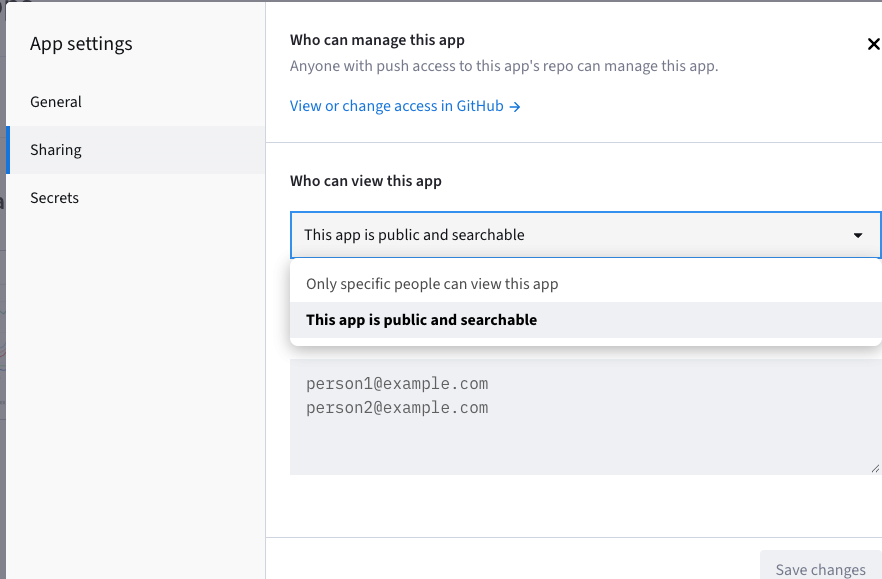 App settings
General
Sharing
Secrets
Who can manage this app
Anyone with push access to this app's repo can manage this app.
View or change access in GitHub →
Who can view this app
This app is public and searchable
Only specific people can view this app
This app is public and searchable
person1@example.com
person2@example.com
Save changes